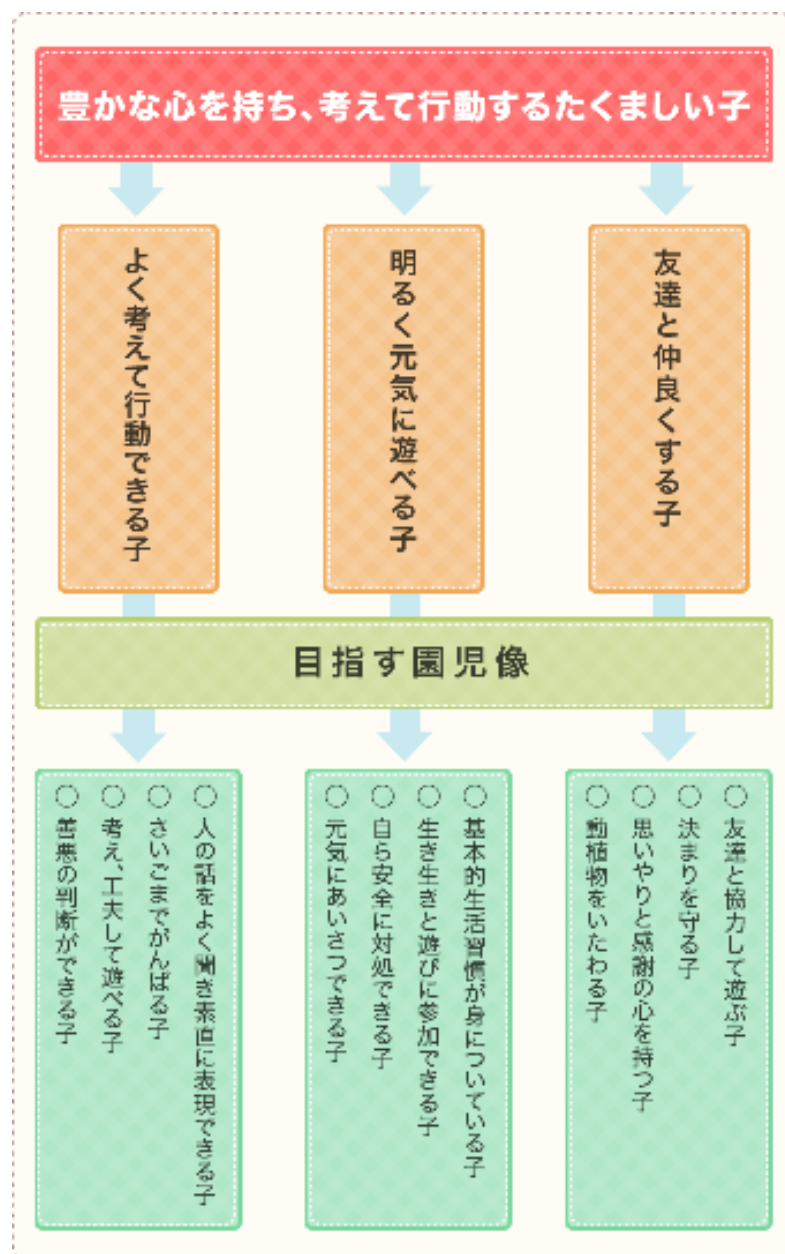 豊かな心を持ち、考えて行動するたくましい子
友達と仲良くする子
明るく元気に遊べる子
よく考えて行動できる子
目指す園児像
○ 友達と協力して遊ぶ子
○ 決まりを守る子
○ 思いやりと感謝の心を持つ子
○ 動植物をいたわる子
○ 基本的生活習慣が身についている子
○ 生き生きと遊びに参加できる子
○ 自ら安全に対処できる子
○ 元気にあいさつできる子
○ 人の話をよく聞き素直に表現できる子
○ さいごまでがんばる子
○ 考え、工夫して遊べる子
○ 善悪の判断ができる子